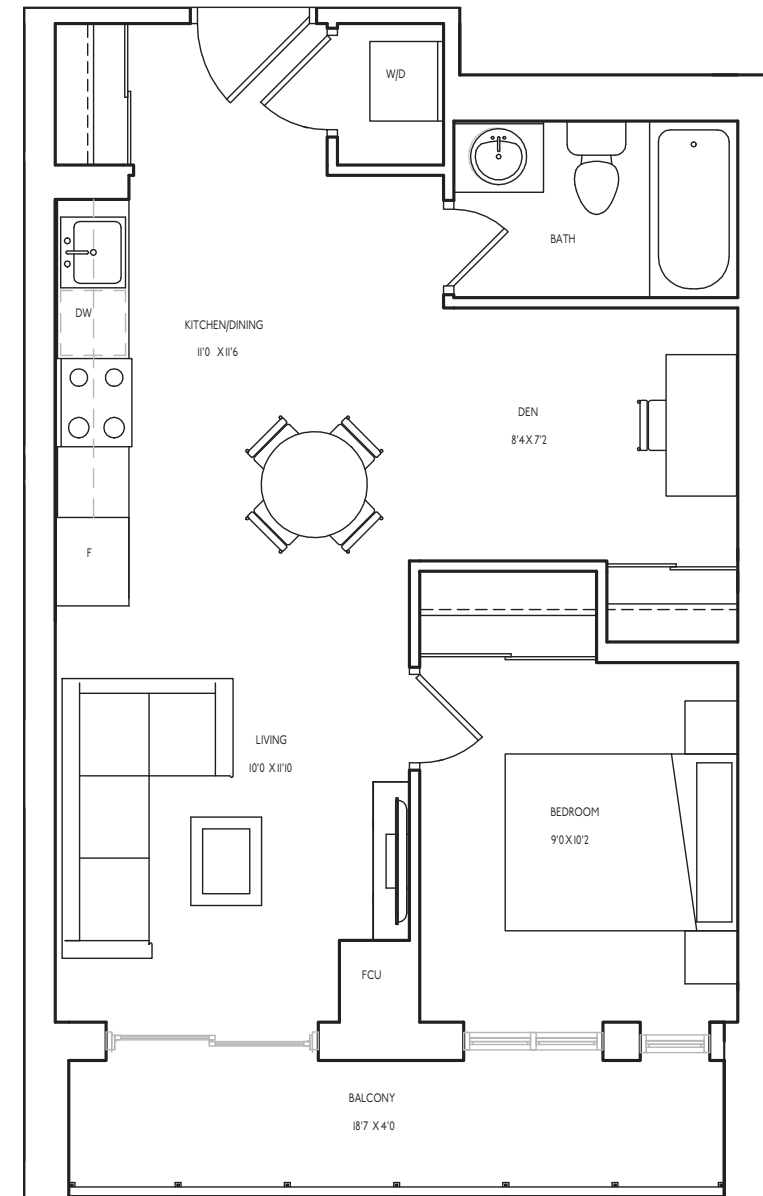 W/D
BATH
DW
KITCHEN/DINING
11'0 X 11'6
DEN
8'4 X 7'2
F
LIVING
10'0 X 11'10
BEDROOM
9'0 X 10'2
FCU
BALCONY
18'7 X 4'0